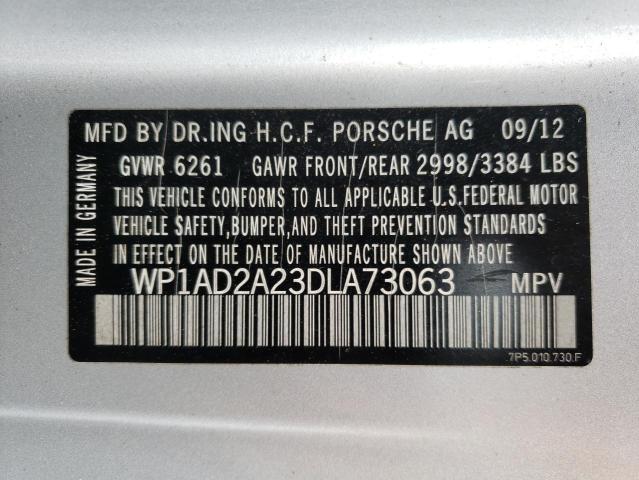 MFD BY DR.ING H.C.F. PORSCHE AG 09/12
GVWR 6261 GAWR FRONT/REAR 2998/3384 LBS
THIS VEHICLE CONFORMS TO ALL APPLICABLE U.S.FEDERAL MOTOR
VEHICLE SAFETY,BUMPER,AND THEFT PREVENTION STANDARDS
IN EFFECT ON THE DATE OF MANUFACTURE SHOWN ABOVE.
WP1AD2A23DLA73063 MPV
7P5.010.730.F
MADE IN GERMANY